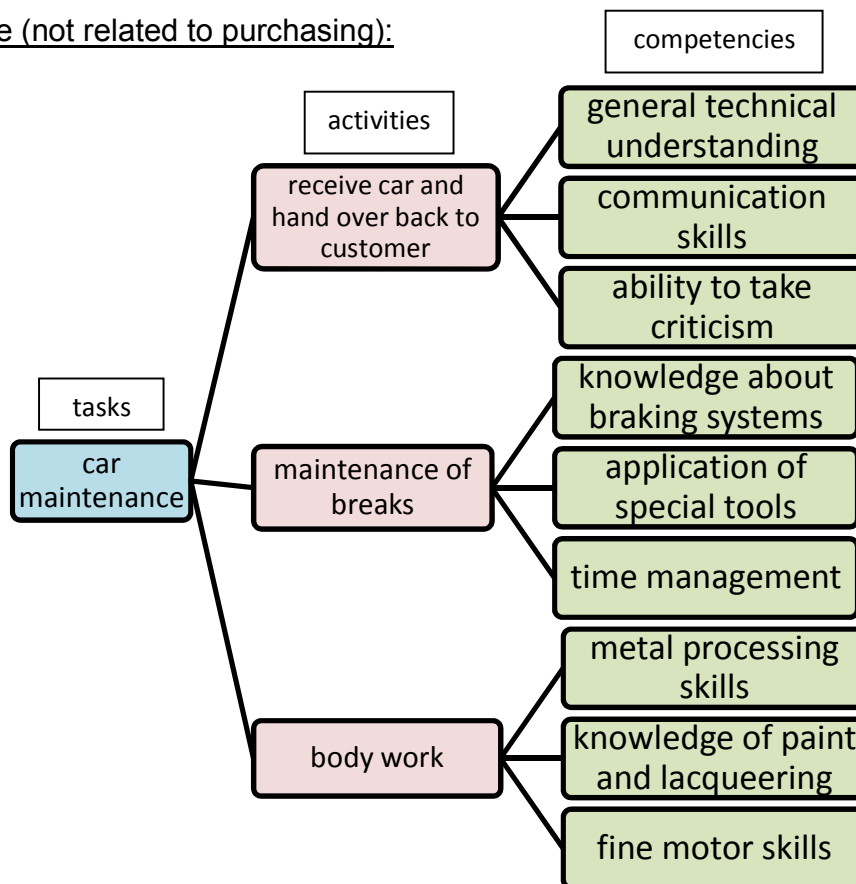 e (not related to purchasing):
competencies
activities
tasks
car
maintenance
receive car and
hand over back to
customer
general technical
understanding
communication
skills
ability to take
criticism
maintenance of
breaks
knowledge about
braking systems
application of
special tools
time management
body work
metal processing
skills
knowledge of paint
and lacqueering
fine motor skills